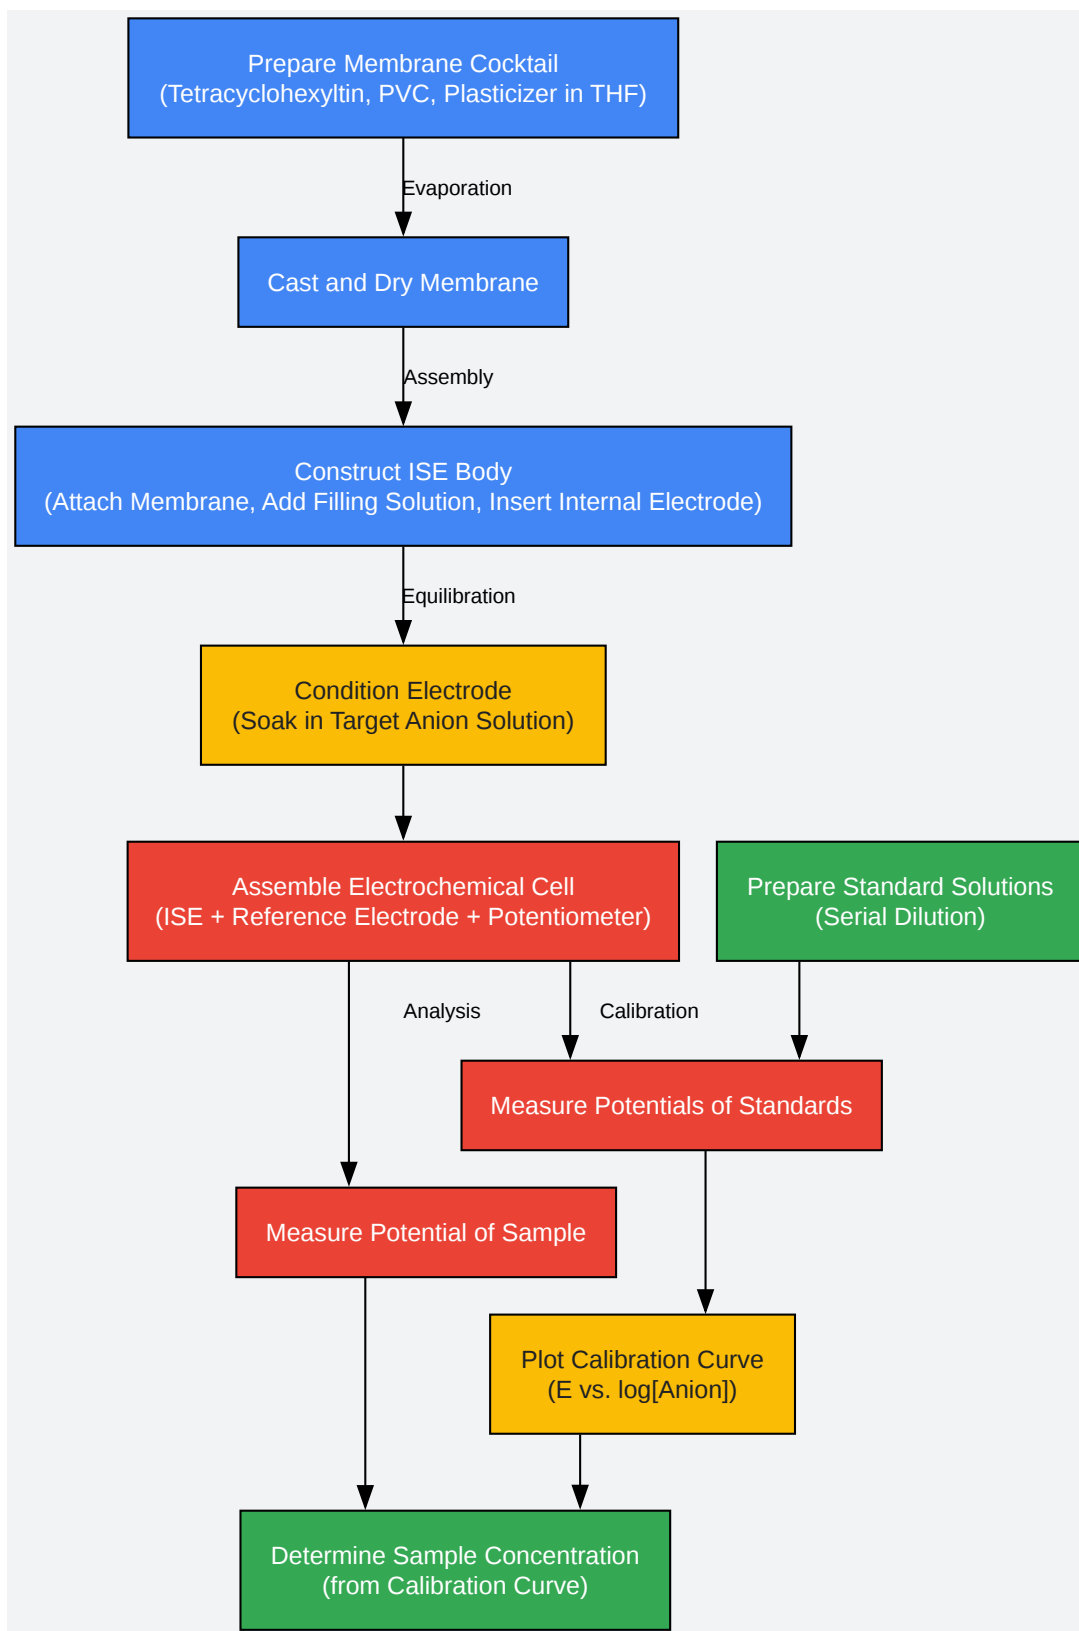 Prepare Membrane Cocktail
(Tetracyclohexyltin, PVC, Plasticizer in THF)
Evaporation
Cast and Dry Membrane
Assembly
Construct ISE Body
(Attach Membrane, Add Filling Solution, Insert Internal Electrode)
Equilibration
Condition Electrode
(Soak in Target Anion Solution)
Assemble Electrochemical Cell
(ISE + Reference Electrode + Potentiometer)
Prepare Standard Solutions
(Serial Dilution)
Analysis
Calibration
Measure Potentials of Standards
Measure Potential of Sample
Plot Calibration Curve
(E vs. log[Anion])
Determine Sample Concentration
(from Calibration Curve)